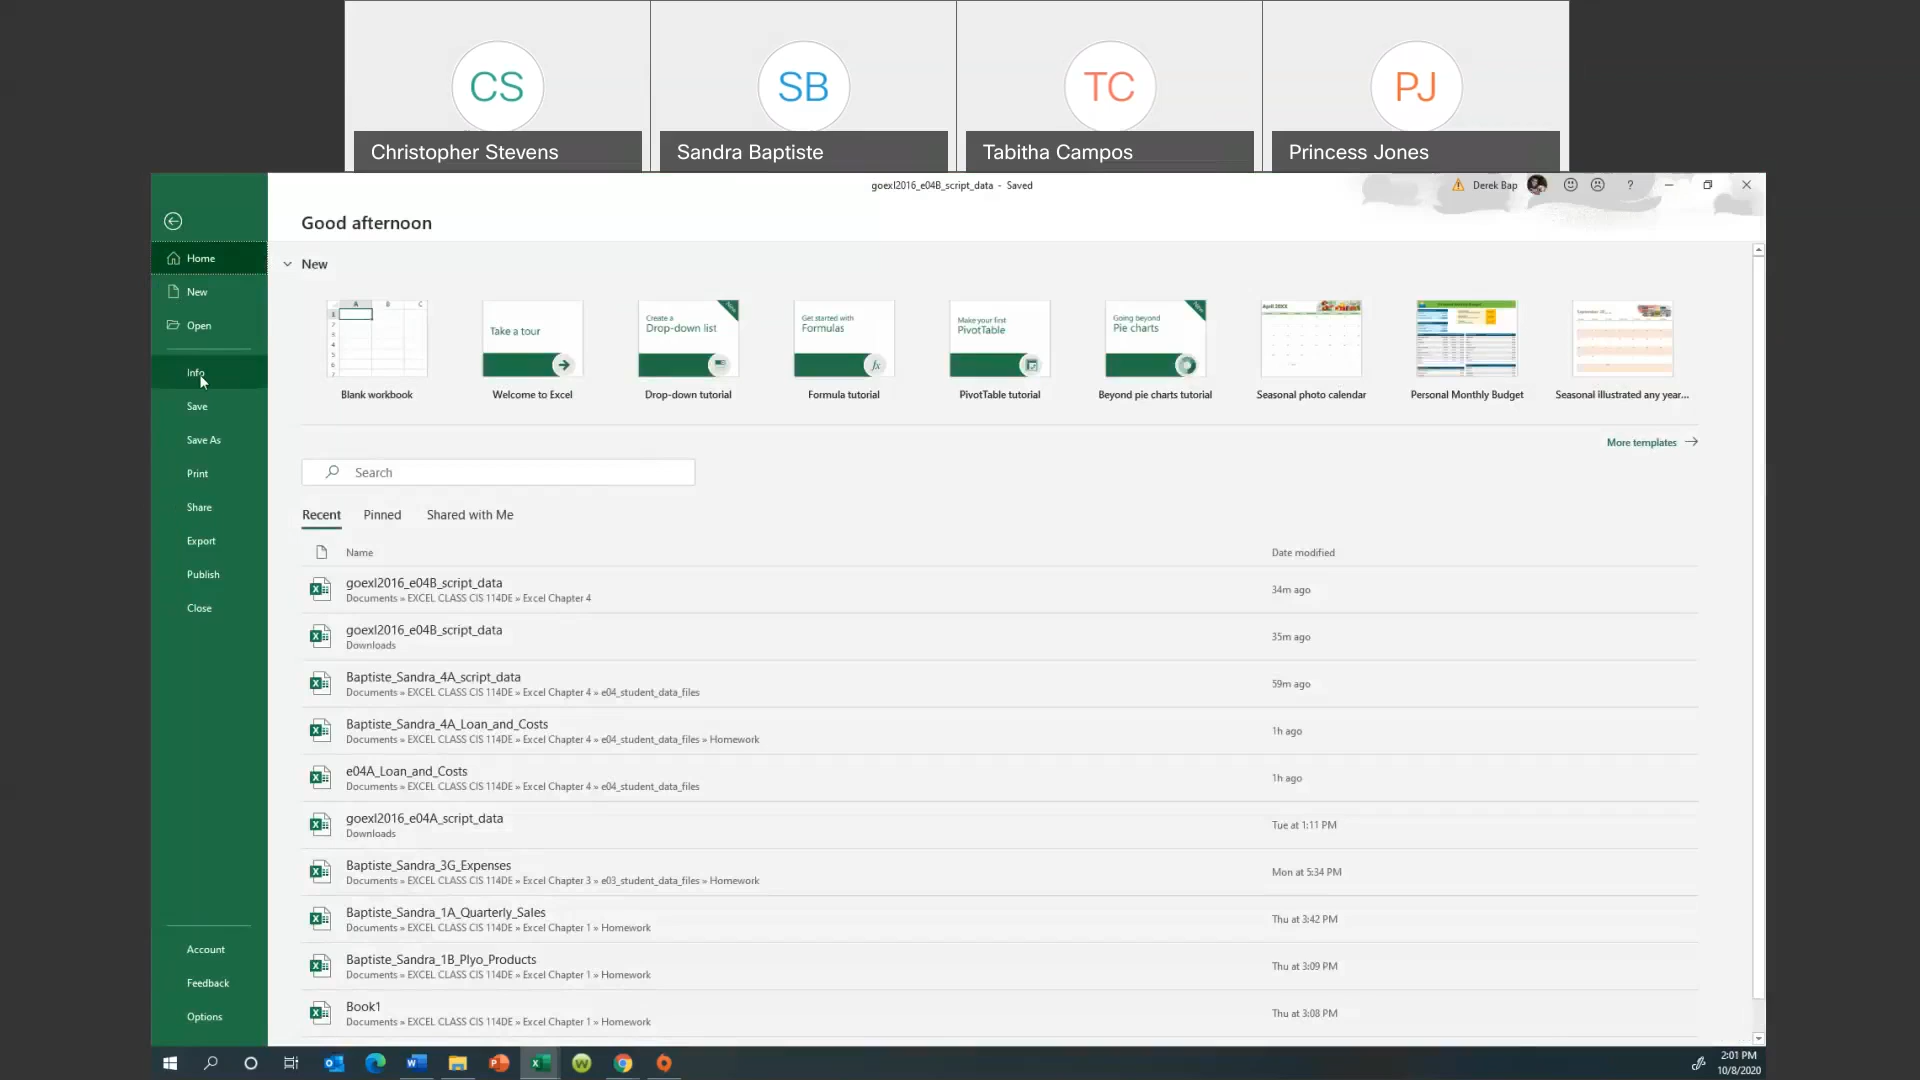 CS
SB
TC
PJ
Christopher Stevens
Sandra Baptiste
Tabitha Campos
Princess Jones
goexl2016_e04B_script_data - Saved
Derek Bap
?
Good afternoon
Home
New
Open
Info
Save
Save As
Print
Share
Export
Publish
Close
Account
Feedback
Options
New
Take a tour
Create a
Drop-down list
New
Get started with
Formulas
fx
Make your first
PivotTable
Going beyond
Pie charts
New
Blank workbook
Welcome to Excel
Drop-down tutorial
Formula tutorial
PivotTable tutorial
Beyond pie charts tutorial
Seasonal photo calendar
Personal Monthly Budget
Seasonal illustrated any year...
More templates
Search
Recent Pinned Shared with Me
Name Date modified
goexl2016_e04B_script_data
Documents » EXCEL CLASS CIS 114DE » Excel Chapter 4
34m ago
goexl2016_e04B_script_data
Downloads
35m ago
Baptiste_Sandra_4A_script_data
Documents » EXCEL CLASS CIS 114DE » Excel Chapter 4 » e04_student_data_files
59m ago
Baptiste_Sandra_4A_Loan_and_Costs
Documents » EXCEL CLASS CIS 114DE » Excel Chapter 4 » e04_student_data_files » Homework
1h ago
e04A_Loan_and_Costs
Documents » EXCEL CLASS CIS 114DE » Excel Chapter 4 » e04_student_data_files
1h ago
goexl2016_e04A_script_data
Downloads
Tue at 1:11 PM
Baptiste_Sandra_3G_Expenses
Documents » EXCEL CLASS CIS 114DE » Excel Chapter 3 » e03_student_data_files » Homework
Mon at 5:34 PM
Baptiste_Sandra_1A_Quarterly_Sales
Documents » EXCEL CLASS CIS 114DE » Excel Chapter 1 » Homework
Thu at 3:42 PM
Baptiste_Sandra_1B_Plyo_Products
Documents » EXCEL CLASS CIS 114DE » Excel Chapter 1 » Homework
Thu at 3:09 PM
Book1
Documents » EXCEL CLASS CIS 114DE » Excel Chapter 1 » Homework
Thu at 3:08 PM
2:01 PM
10/8/2020